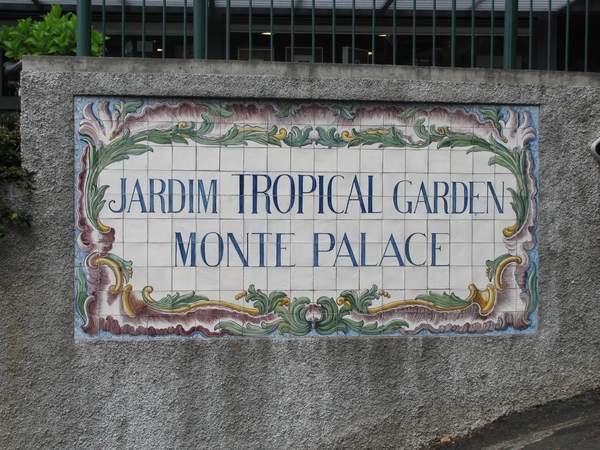 JARDIM TROPICAL GARDEN
MONTE PALACE